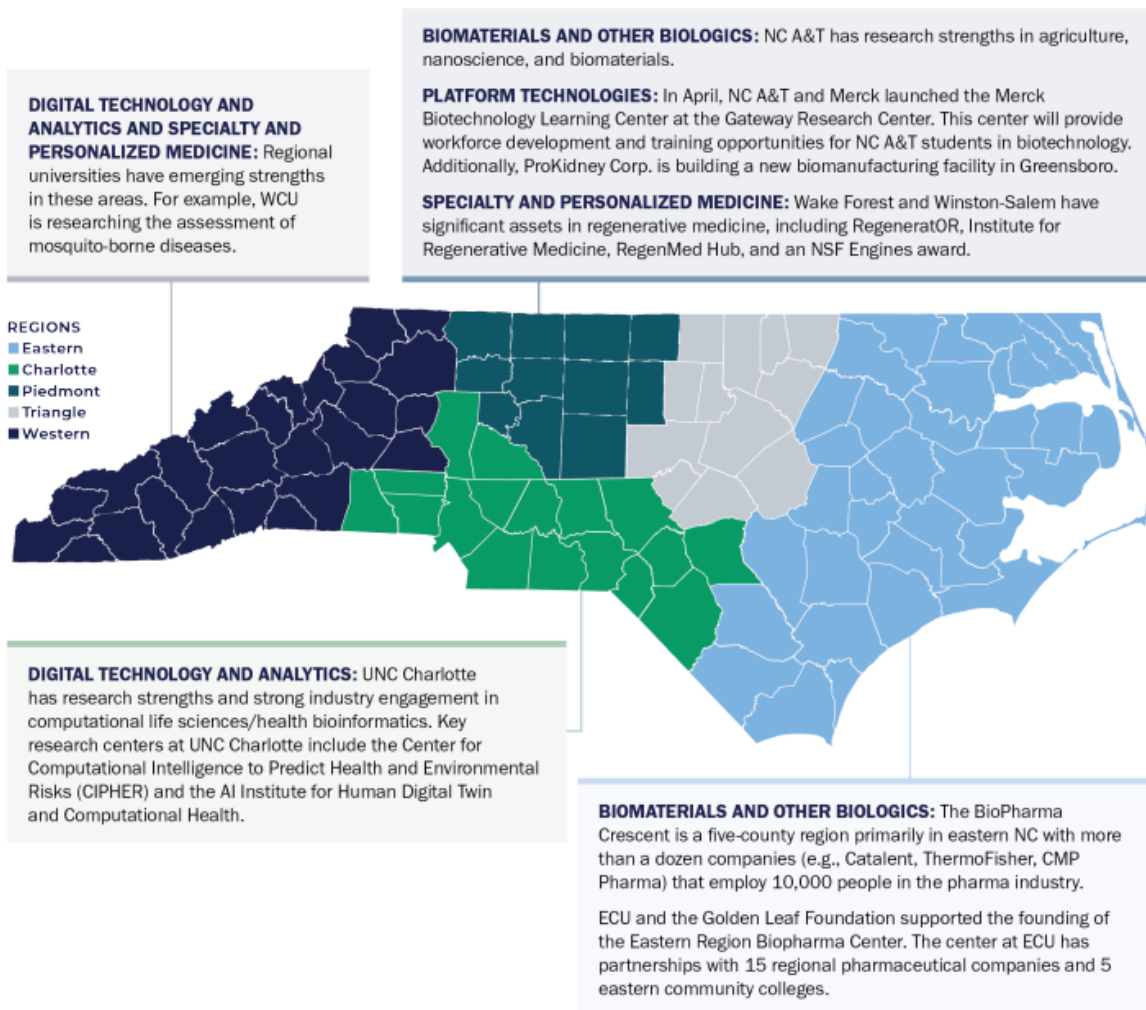 BIOMATERIALS AND OTHER BIOLOGICS: NC A&T has research strengths in agriculture,
nanoscience, and biomaterials.
PLATFORM TECHNOLOGIES: In April, NC A&T and Merck launched the Merck
Biotechnology Learning Center at the Gateway Research Center. This center will provide
workforce development and training opportunities for NC A&T students in biotechnology.
Additionally, ProKidney Corp. is building a new biomanufacturing facility in Greensboro.
SPECIALTY AND PERSONALIZED MEDICINE: Wake Forest and Winston-Salem have
significant assets in regenerative medicine, including RegeneratOR, Institute for
Regenerative Medicine, RegenMed Hub, and an NSF Engines award.
DIGITAL TECHNOLOGY AND
ANALYTICS AND SPECIALTY AND
PERSONALIZED MEDICINE: Regional
universities have emerging strengths
in these areas. For example, WCU
is researching the assessment of
mosquito-borne diseases.
REGIONS
Eastern
Charlotte
Piedmont
Triangle
Western
DIGITAL TECHNOLOGY AND ANALYTICS: UNC Charlotte
has research strengths and strong industry engagement in
computational life sciences/health bioinformatics. Key
research centers at UNC Charlotte include the Center for
Computational Intelligence to Predict Health and Environmental
Risks (CIPHER) and the AI Institute for Human Digital Twin
and Computational Health.
BIOMATERIALS AND OTHER BIOLOGICS: The BioPharma
Crescent is a five-county region primarily in eastern NC with more
than a dozen companies (e.g., Catalent, ThermoFisher, CMP
Pharma) that employ 10,000 people in the pharma industry.
ECU and the Golden Leaf Foundation supported the founding of
the Eastern Region Biopharma Center. The center at ECU has
partnerships with 15 regional pharmaceutical companies and 5
eastern community colleges.